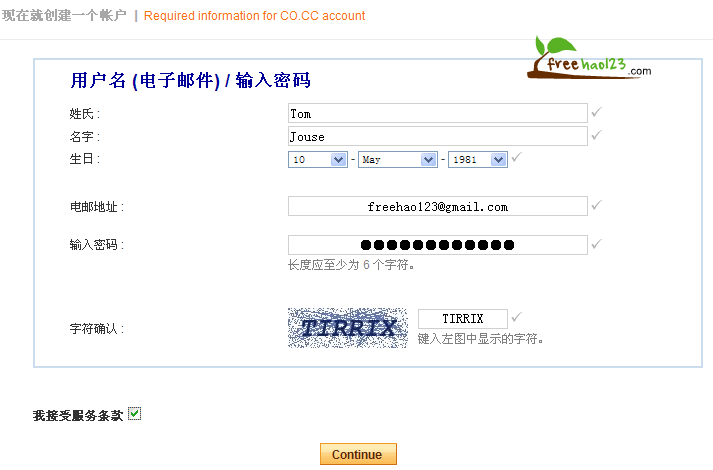 现在就创建一个帐户 | Required information for CO.CC account
freehao123.com
用户名 (电子邮件) / 输入密码
姓氏 : Tom
名字 : Jouse
生日 : 10 - May - 1981
电邮地址 : freehao123@gmail.com
输入密码 : ●●●●●●●●●●●●
长度应至少为 6 个字符。
字符确认 : TIRRIX TIRRIX
键入左图中显示的字符。
我接受服务条款
Continue